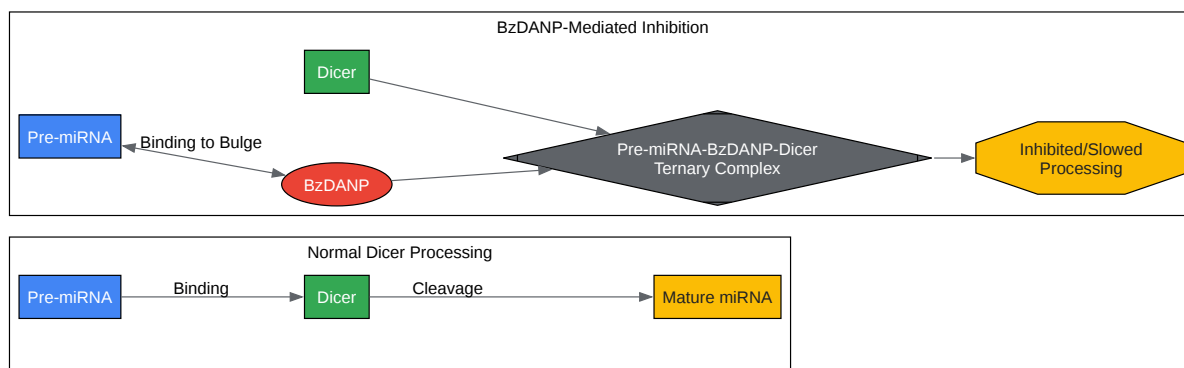 BzDANP-Mediated Inhibition
Dicer
Pre-miRNA
Binding to Bulge
BzDANP
Pre-miRNA-BzDANP-Dicer
Ternary Complex
Inhibited/Slowed
Processing
Normal Dicer Processing
Pre-miRNA
Binding
Dicer
Cleavage
Mature miRNA